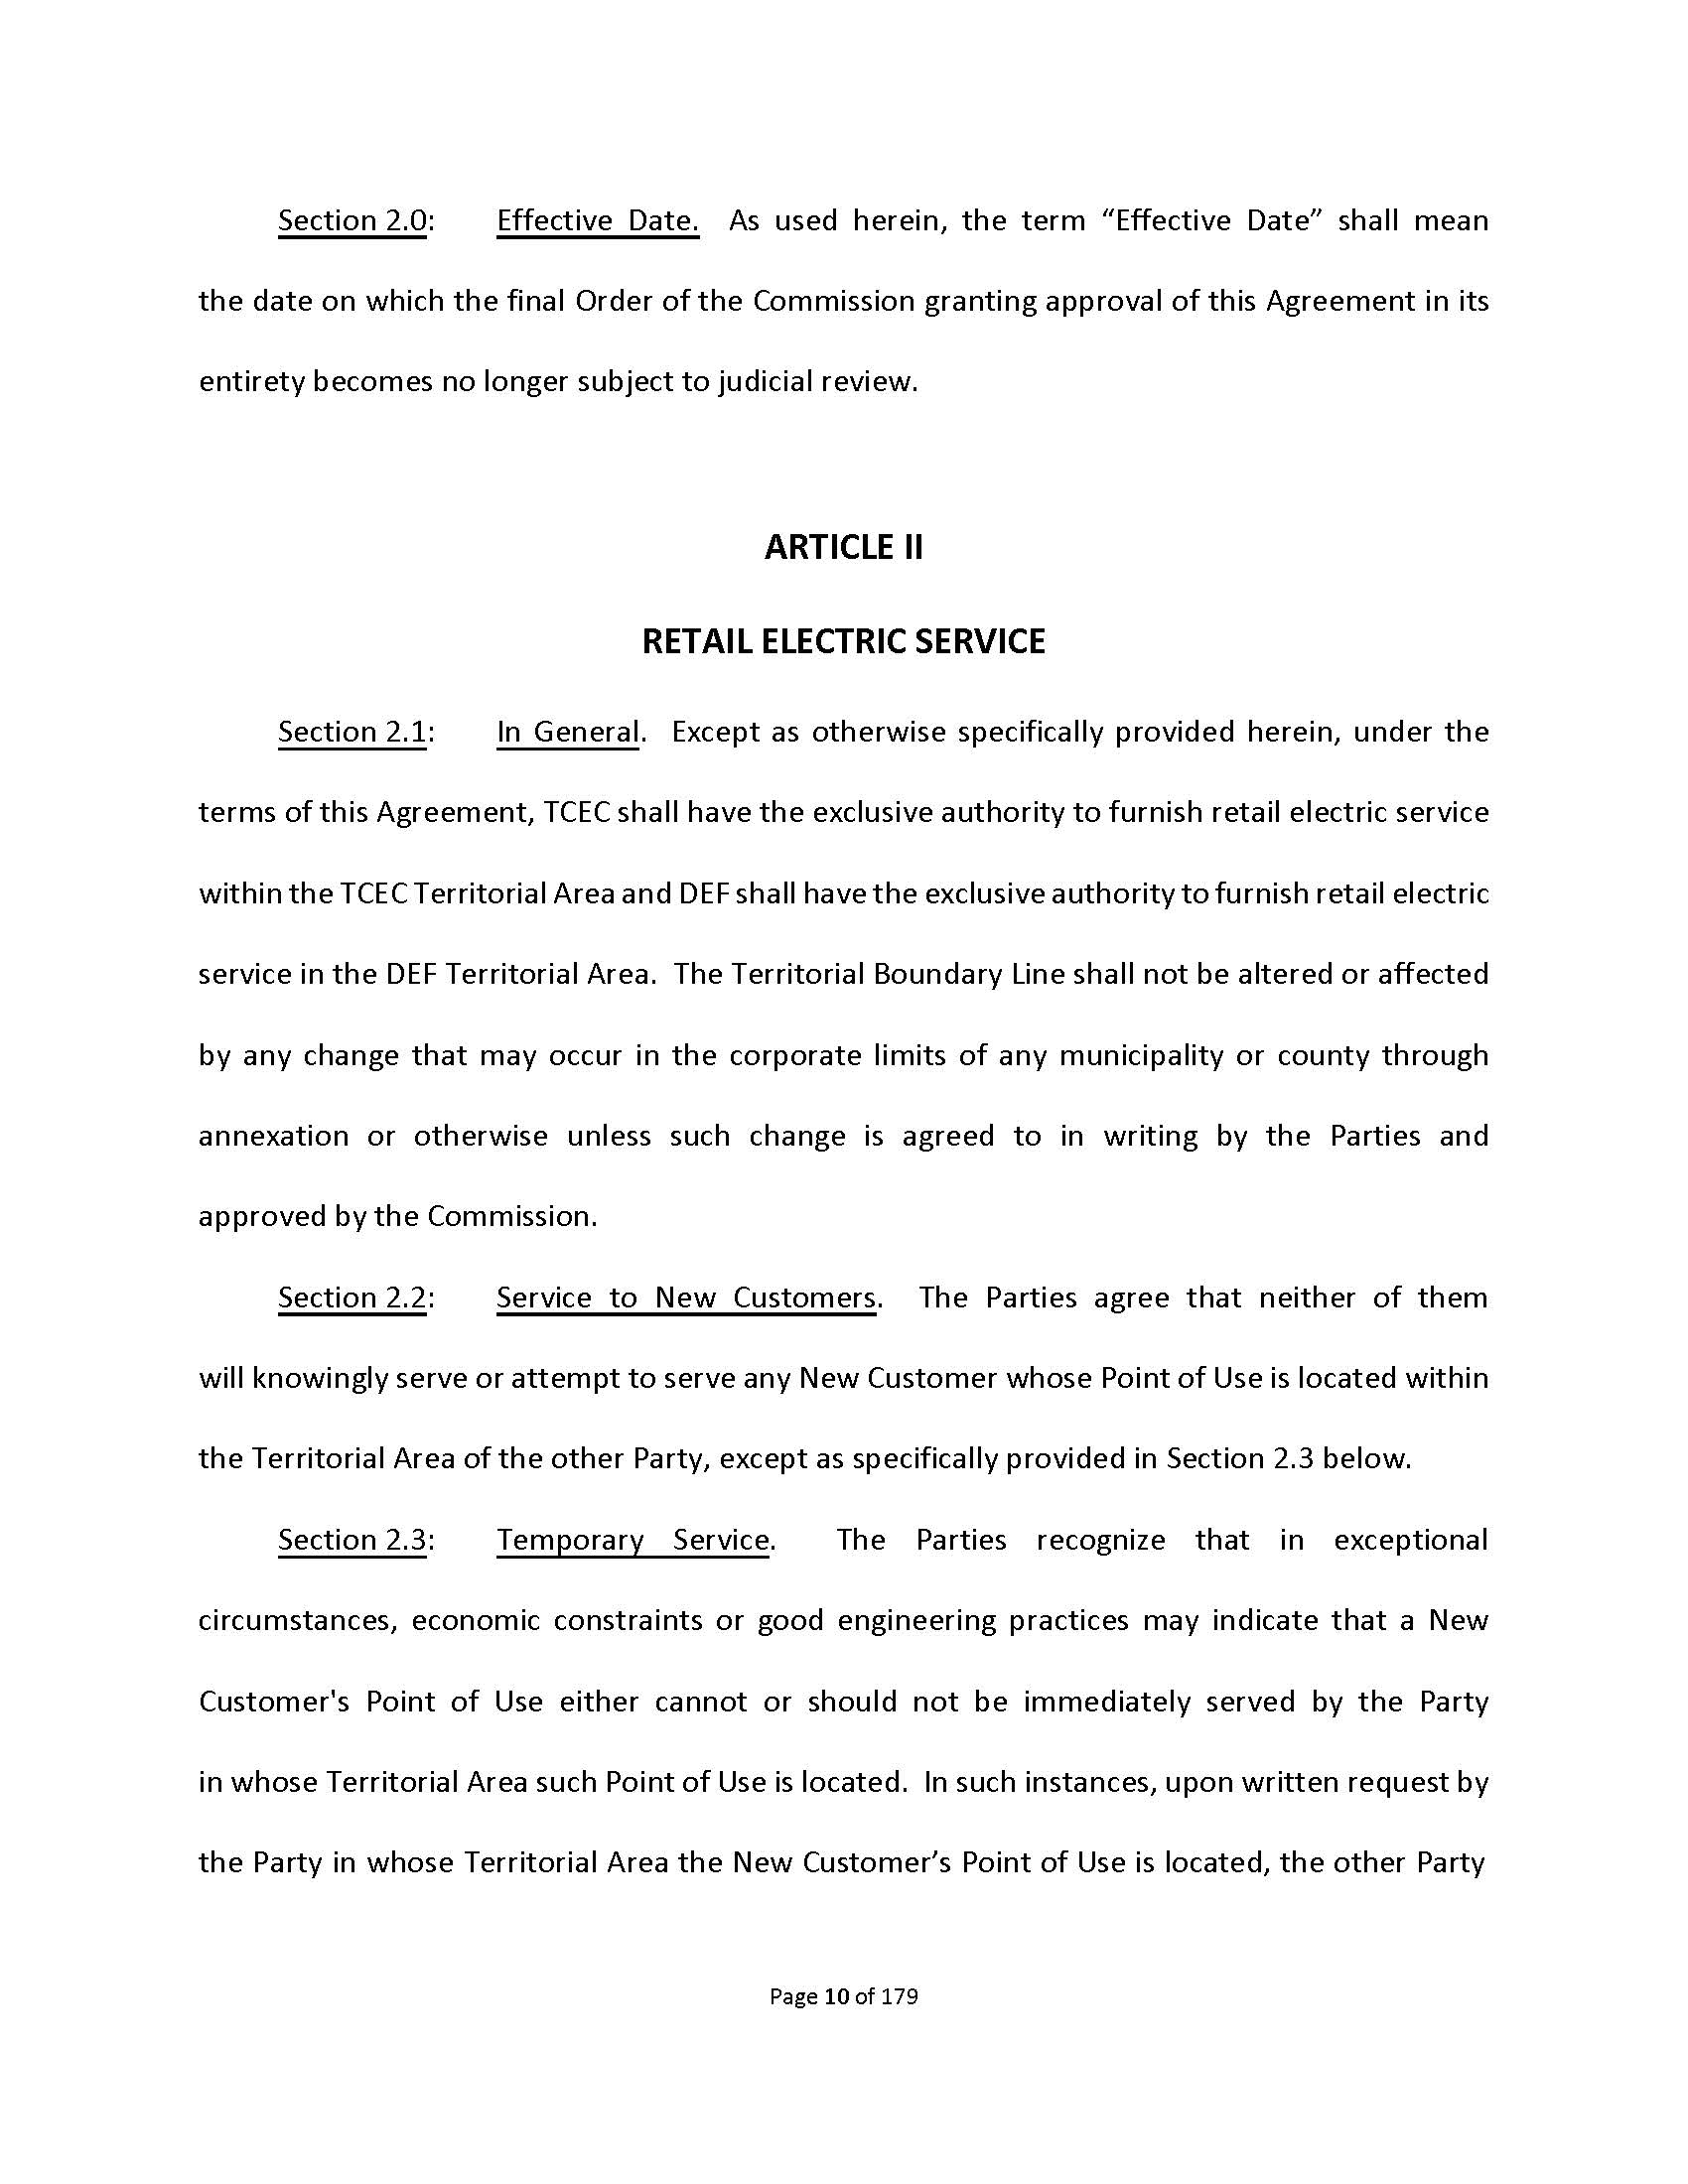 Section 2.0: Effective Date. As used herein, the term “Effective Date” shall mean
the date on which the final Order of the Commission granting approval of this Agreement in its
entirety becomes no longer subject to judicial review.
ARTICLE II
RETAIL ELECTRIC SERVICE
Section 2.1: In General. Except as otherwise specifically provided herein, under the
terms of this Agreement, TCEC shall have the exclusive authority to furnish retail electric service
within the TCEC Territorial Area and DEF shall have the exclusive authority to furnish retail electric
service in the DEF Territorial Area. The Territorial Boundary Line shall not be altered or affected
by any change that may occur in the corporate limits of any municipality or county through
annexation or otherwise unless such change is agreed to in writing by the Parties and
approved by the Commission.
Section 2.2: Service to New Customers. The Parties agree that neither of them
will knowingly serve or attempt to serve any New Customer whose Point of Use is located within
the Territorial Area of the other Party, except as specifically provided in Section 2.3 below.
Section 2.3: Temporary Service. The Parties recognize that in exceptional
circumstances, economic constraints or good engineering practices may indicate that a New
Customer's Point of Use either cannot or should not be immediately served by the Party
in whose Territorial Area such Point of Use is located. In such instances, upon written request by
the Party in whose Territorial Area the New Customer’s Point of Use is located, the other Party
Page 10 of 179